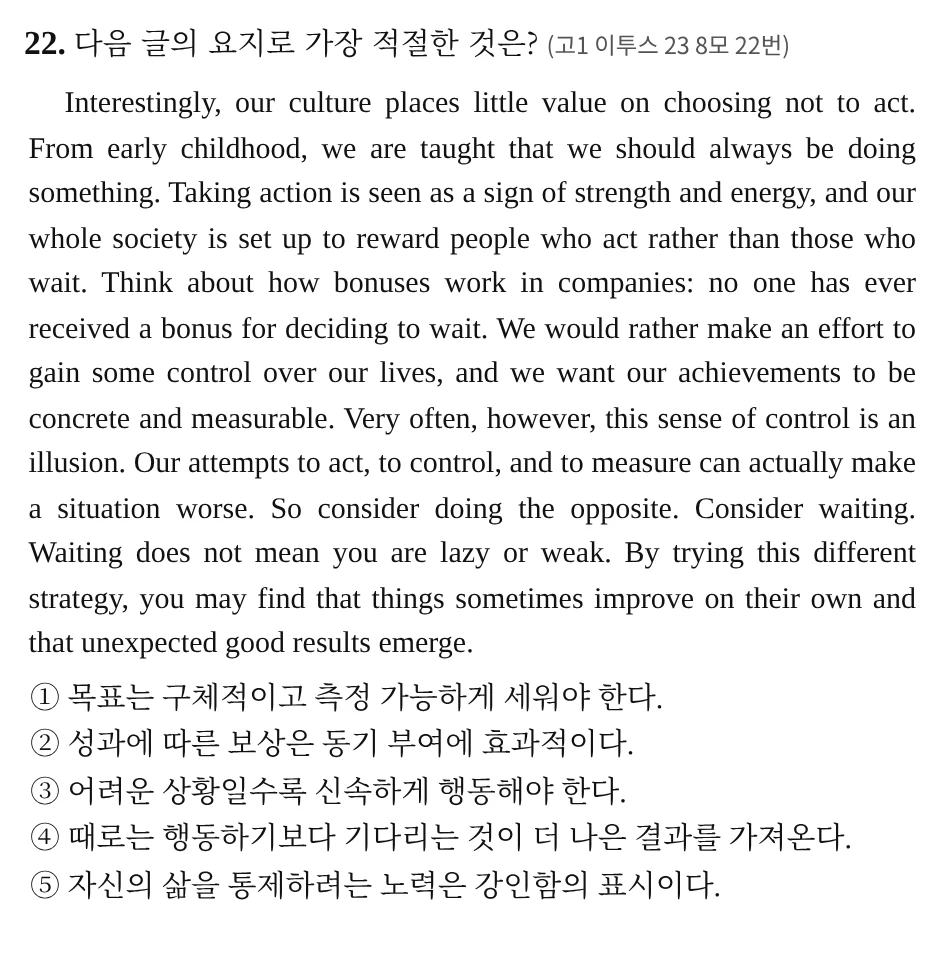 22. 다음 글의 요지로 가장 적절한 것은? (고1 이투스 23 8모 22번)
Interestingly, our culture places little value on choosing not to act.
From early childhood, we are taught that we should always be doing
something. Taking action is seen as a sign of strength and energy, and our
whole society is set up to reward people who act rather than those who
wait. Think about how bonuses work in companies: no one has ever
received a bonus for deciding to wait. We would rather make an effort to
gain some control over our lives, and we want our achievements to be
concrete and measurable. Very often, however, this sense of control is an
illusion. Our attempts to act, to control, and to measure can actually make
a situation worse. So consider doing the opposite. Consider waiting.
Waiting does not mean you are lazy or weak. By trying this different
strategy, you may find that things sometimes improve on their own and
that unexpected good results emerge.
① 목표는 구체적이고 측정 가능하게 세워야 한다.
② 성과에 따른 보상은 동기 부여에 효과적이다.
③ 어려운 상황일수록 신속하게 행동해야 한다.
④ 때로는 행동하기보다 기다리는 것이 더 나은 결과를 가져온다.
⑤ 자신의 삶을 통제하려는 노력은 강인함의 표시이다.